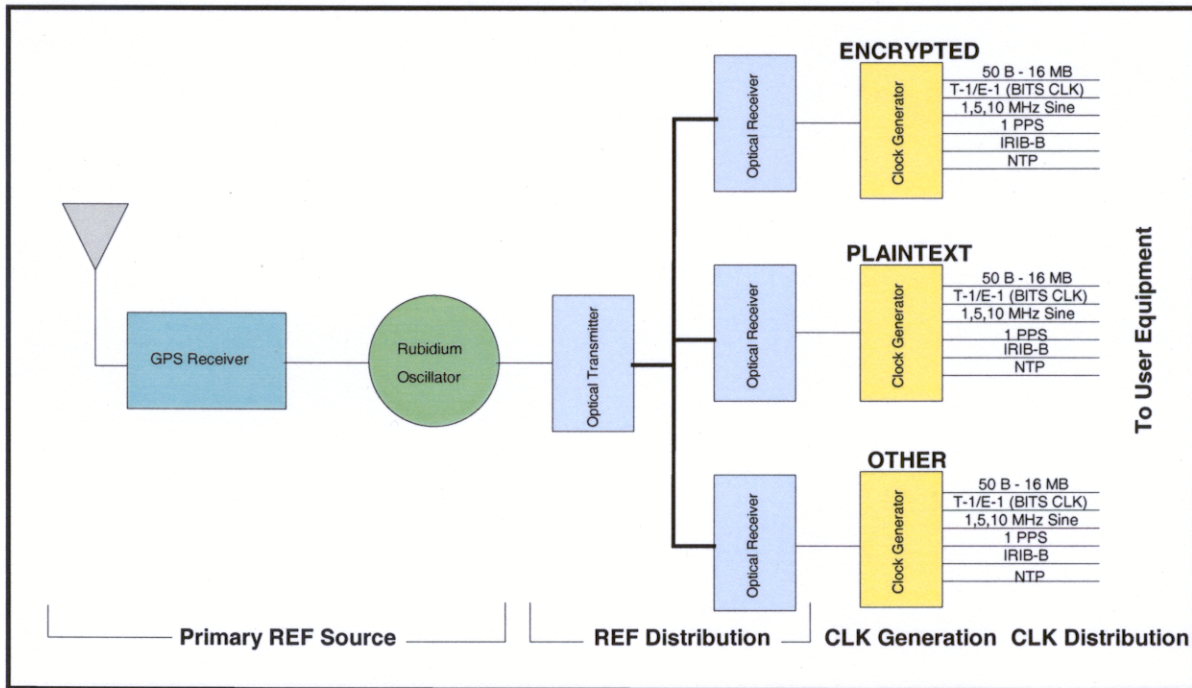 ENCRYPTED
Optical Receiver
Clock Generator
50 B - 16 MB
T-1/E-1 (BITS CLK)
1,5,10 MHz Sine
1 PPS
IRIB-B
NTP
PLAINTEXT
GPS Receiver
Rubidium
Oscillator
Optical Transmitter
Optical Receiver
Clock Generator
50 B - 16 MB
T-1/E-1 (BITS CLK)
1,5,10 MHz Sine
1 PPS
IRIB-B
NTP
To User Equipment
OTHER
Optical Receiver
Clock Generator
50 B - 16 MB
T-1/E-1 (BITS CLK)
1,5,10 MHz Sine
1 PPS
IRIB-B
NTP
Primary REF Source
REF Distribution
CLK Generation
CLK Distribution